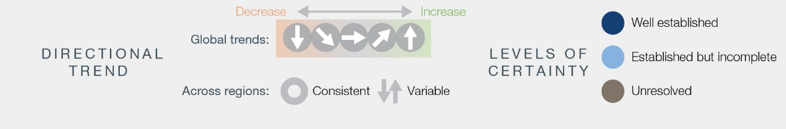 DIRECTIONAL
TREND
Decrease Increase
Global trends:
Across regions: Consistent Variable
LEVELS OF
CERTAINTY
Well established
Established but incomplete
Unresolved